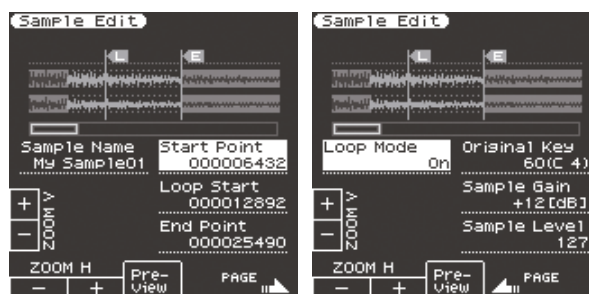 Sample Edit
L E
Sample Name
My Sample01
Start Point
000006432
Loop Start
000012892
End Point
000025490
+
-
ZOOM V
ZOOM H
- +
Pre-
View
PAGE
Sample Edit
L E
Loop Mode
On
Original Key
60(C 4)
Sample Gain
+12[dB]
Sample Level
127
+
-
ZOOM V
ZOOM H
- +
Pre-
View
PAGE